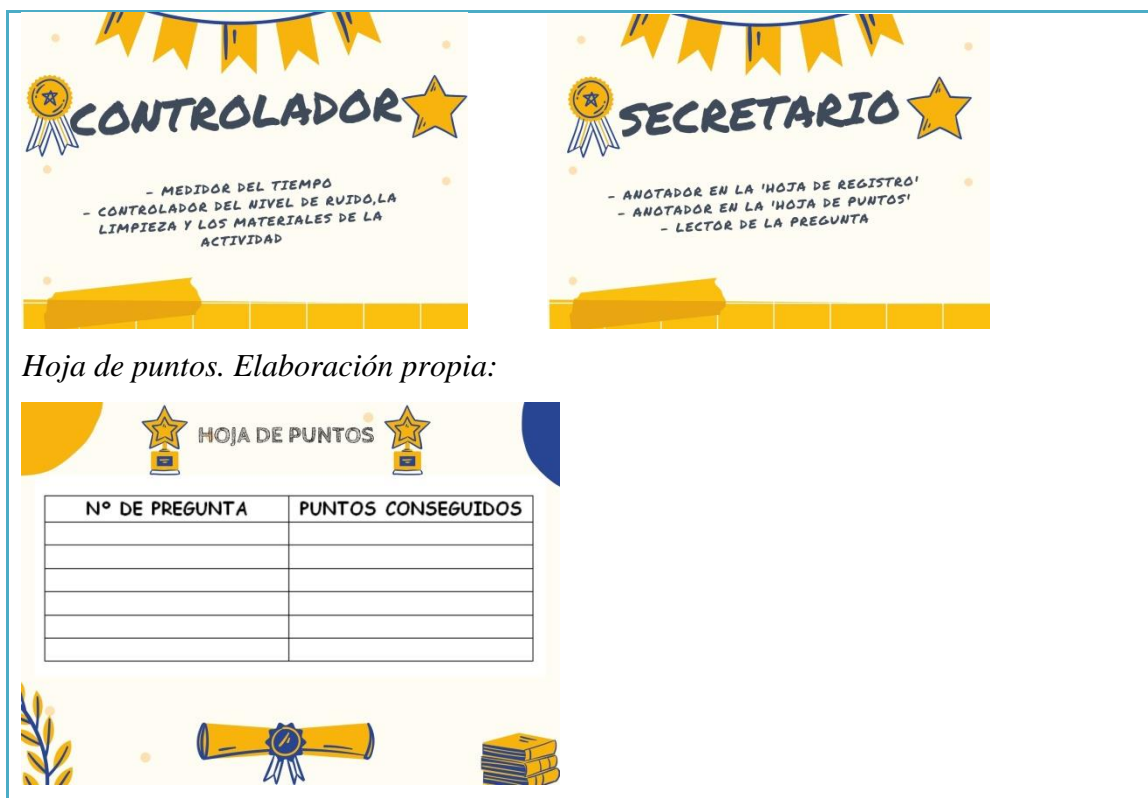 CONTROLADOR
- MEDIDOR DEL TIEMPO
- CONTROLADOR DEL NIVEL DE RUIDO,LA
LIMPIEZA Y LOS MATERIALES DE LA
ACTIVIDAD
SECRETARIO
- ANOTADOR EN LA 'HOJA DE REGISTRO'
- ANOTADOR EN LA 'HOJA DE PUNTOS'
- LECTOR DE LA PREGUNTA
Hoja de puntos. Elaboración propia:
HOJA DE PUNTOS
Nº DE PREGUNTA PUNTOS CONSEGUIDOS